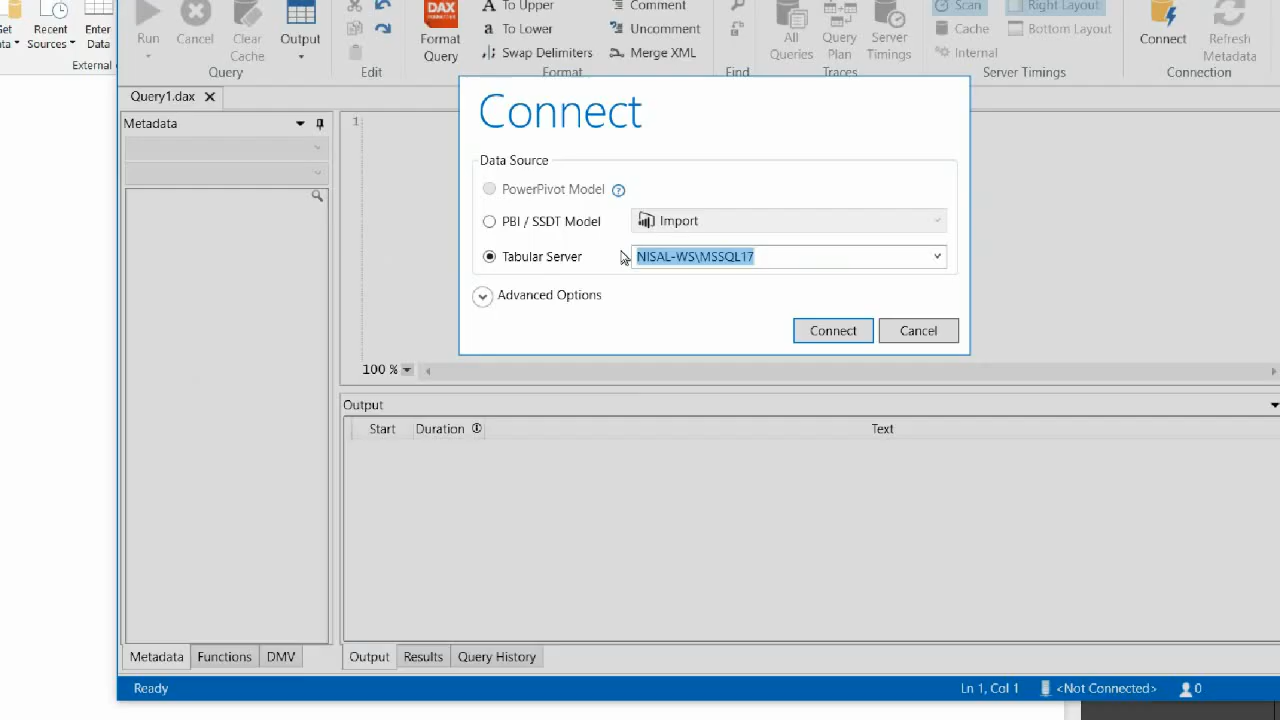 Get
Data
Recent
Sources
Enter
Data
External
Run
Cancel
Clear
Cache
Output
Query
Edit
DAX
Format
Query
To Upper
To Lower
Swap Delimiters
Comment
Uncomment
Merge XML
Format
Find
All
Queries
Query
Plan
Server
Timings
Traces
Scan
Cache
Internal
Right Layout
Bottom Layout
Server Timings
Connect
Refresh
Metadata
Connection
Query1.dax
Metadata
1
Connect
Data Source
PowerPivot Model ?
PBI / SSDT Model Import
Tabular Server NISAL-WS\MSSQL17
Advanced Options
Connect Cancel
100 %
Output
Start Duration Text
Metadata Functions DMV
Output Results Query History
Ready Ln 1, Col 1 <Not Connected> 0